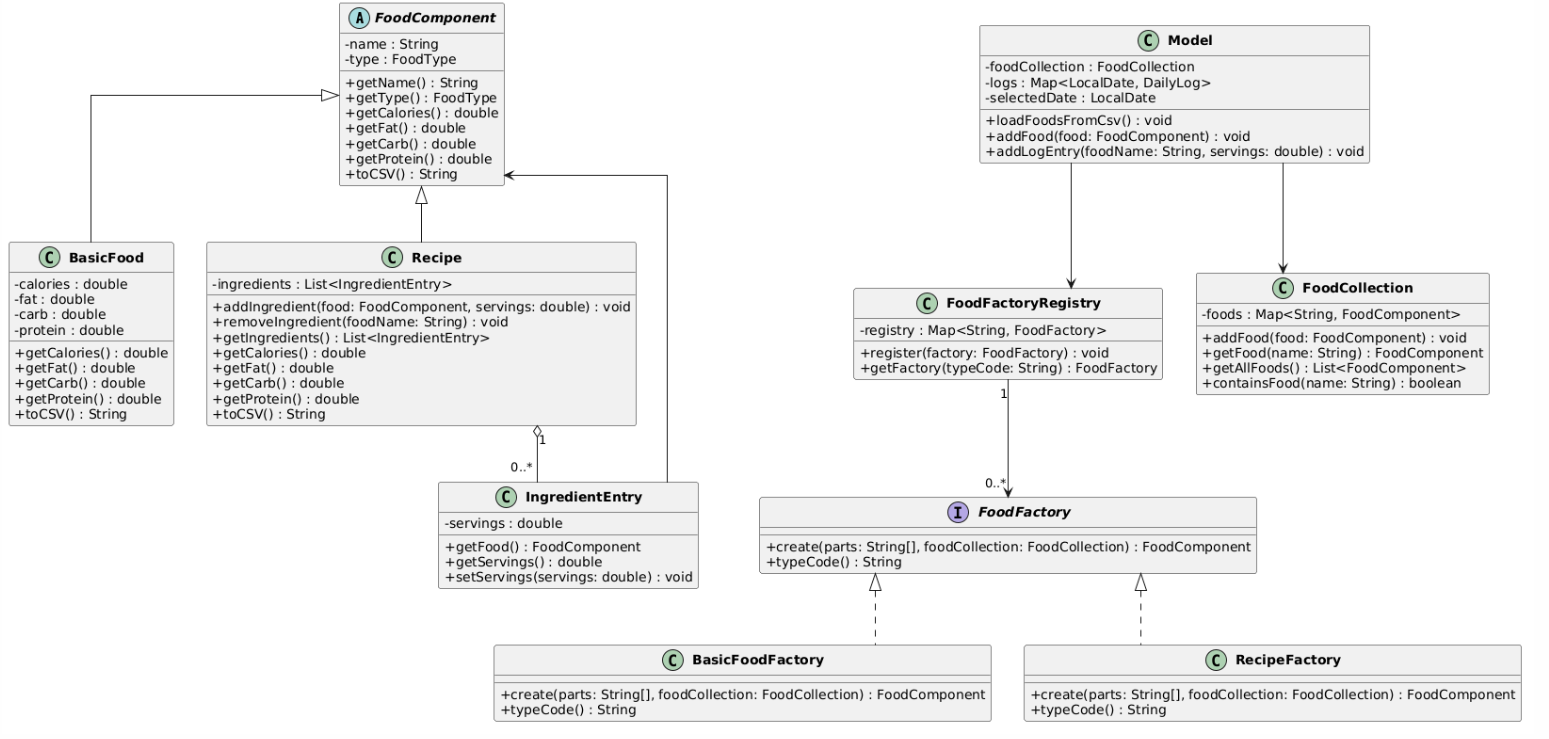 A FoodComponent
-name : String
-type : FoodType
+getName() : String
+getType() : FoodType
+getCalories() : double
+getFat() : double
+getCarb() : double
+getProtein() : double
+toCSV() : String
C Model
-foodCollection : FoodCollection
-logs : Map<LocalDate, DailyLog>
-selectedDate : LocalDate
+loadFoodsFromCsv() : void
+addFood(food: FoodComponent) : void
+addLogEntry(foodName: String, servings: double) : void
C BasicFood
-calories : double
-fat : double
-carb : double
-protein : double
+getCalories() : double
+getFat() : double
+getCarb() : double
+getProtein() : double
+toCSV() : String
C Recipe
-ingredients : List<IngredientEntry>
+addIngredient(food: FoodComponent, servings: double) : void
+removeIngredient(foodName: String) : void
+getIngredients() : List<IngredientEntry>
+getCalories() : double
+getFat() : double
+getCarb() : double
+getProtein() : double
+toCSV() : String
C FoodFactoryRegistry
-registry : Map<String, FoodFactory>
+register(factory: FoodFactory) : void
+getFactory(typeCode: String) : FoodFactory
C FoodCollection
-foods : Map<String, FoodComponent>
+addFood(food: FoodComponent) : void
+getFood(name: String) : FoodComponent
+getAllFoods() : List<FoodComponent>
+containsFood(name: String) : boolean
1
0..*
1
0..*
C IngredientEntry
-servings : double
+getFood() : FoodComponent
+getServings() : double
+setServings(servings: double) : void
I FoodFactory
+create(parts: String[], foodCollection: FoodCollection) : FoodComponent
+typeCode() : String
C BasicFoodFactory
+create(parts: String[], foodCollection: FoodCollection) : FoodComponent
+typeCode() : String
C RecipeFactory
+create(parts: String[], foodCollection: FoodCollection) : FoodComponent
+typeCode() : String